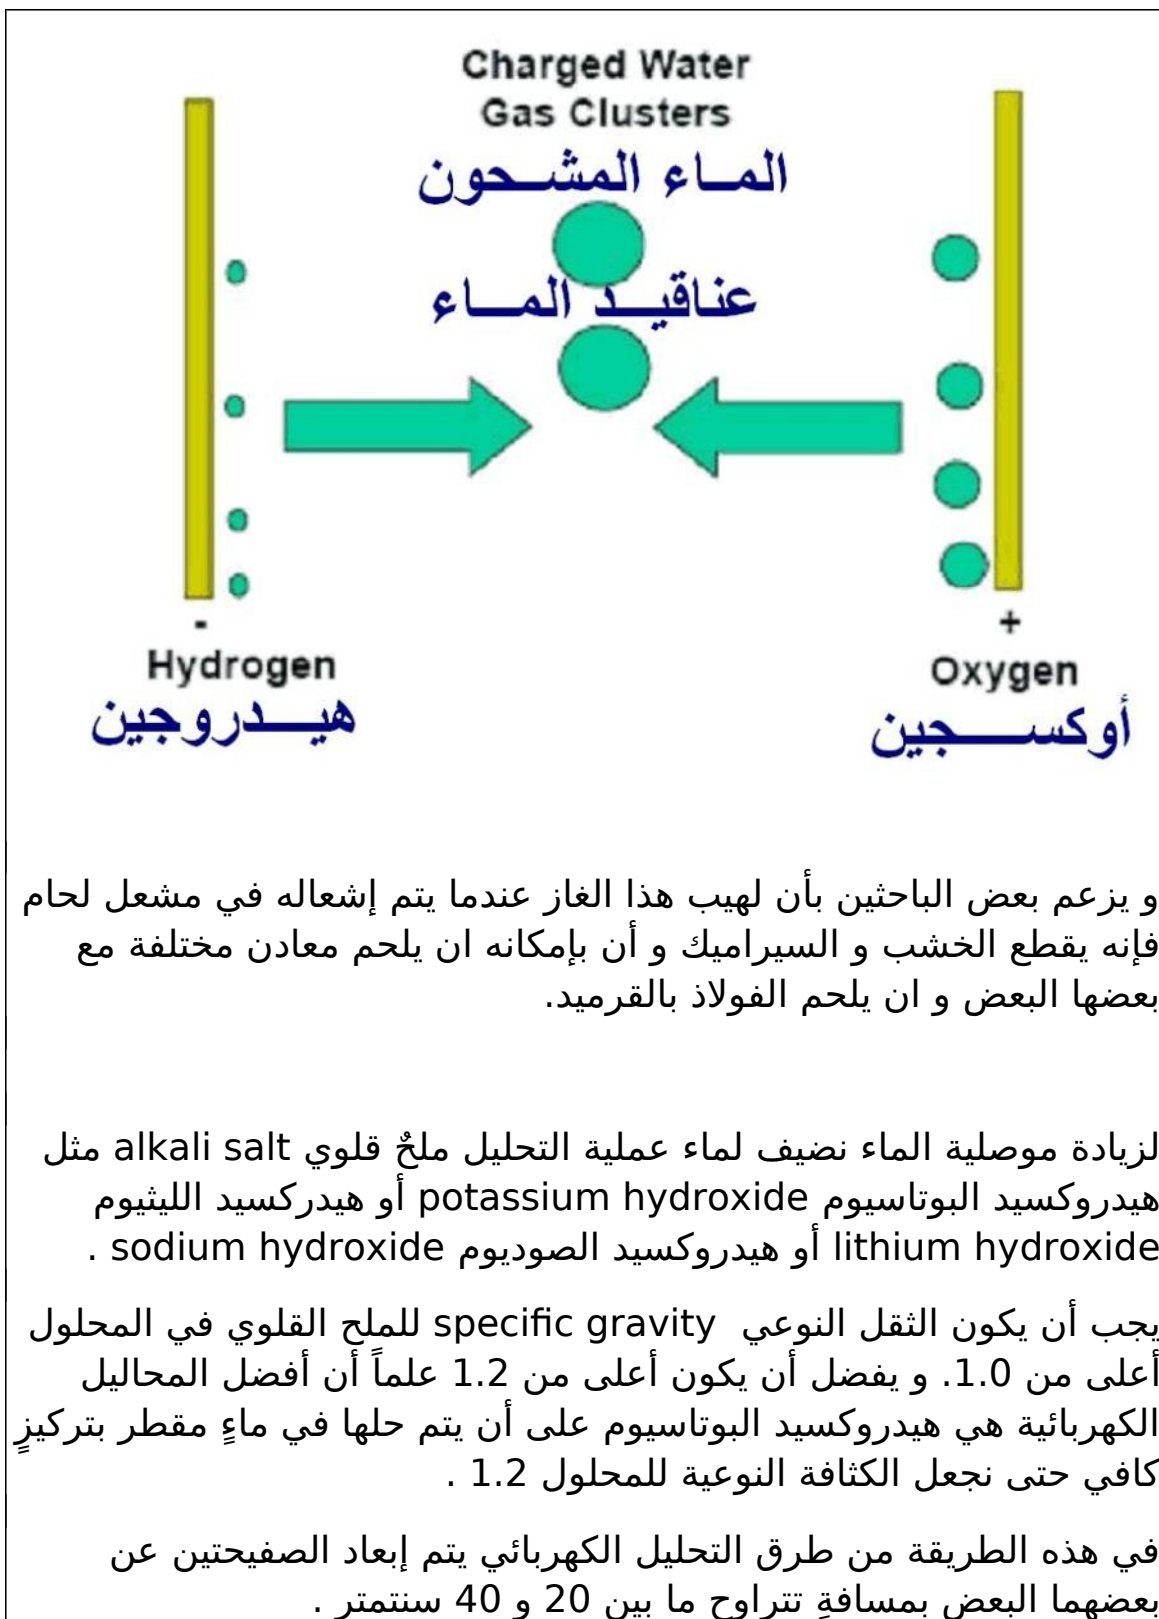 Charged Water
Gas Clusters
الماء المشحون
عناقيد الماء
-
Hydrogen
هيدروجين
+
Oxygen
أوكسجين
و يزعم بعض الباحثين بأن لهيب هذا الغاز عندما يتم إشعاله في مشعل لحام
فإنه يقطع الخشب و السيراميك و أن بإمكانه ان يلحم معادن مختلفة مع
بعضها البعض و ان يلحم الفولاذ بالقرميد.
لزيادة موصلية الماء نضيف لماء عملية التحليل ملحٌ قلوي alkali salt مثل
هيدروكسيد البوتاسيوم potassium hydroxide أو هيدركسيد الليثيوم
lithium hydroxide أو هيدروكسيد الصوديوم sodium hydroxide .
يجب أن يكون الثقل النوعي specific gravity للملح القلوي في المحلول
أعلى من 1.0. و يفضل أن يكون أعلى من 1.2 علماً أن أفضل المحاليل
الكهربائية هي هيدروكسيد البوتاسيوم على أن يتم حلها في ماءٍ مقطر بتركيزٍ
كافي حتى نجعل الكثافة النوعية للمحلول 1.2 .
في هذه الطريقة من طرق التحليل الكهربائي يتم إبعاد الصفيحتين عن
بعضهما البعض بمسافةٍ تتراوح ما بين 20 و 40 سنتمتر .